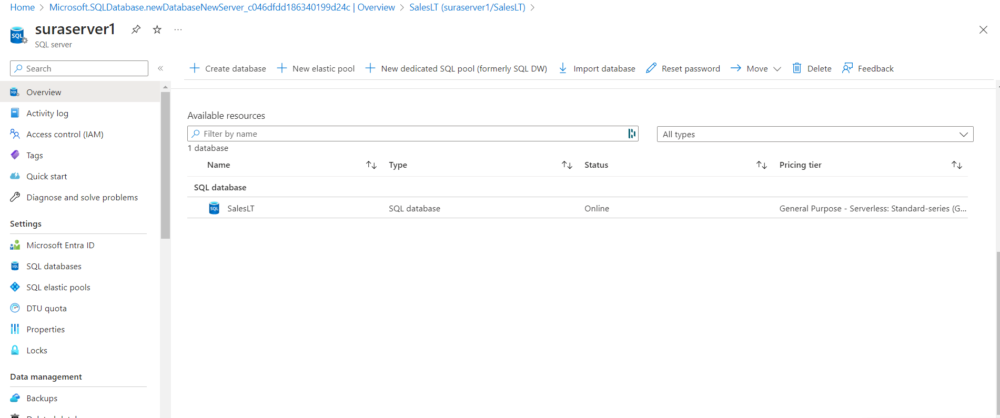 Home > Microsoft.SQLDatabase.newDatabaseNewServer_c046dfdd186340199d24c | Overview > SalesLT (suraserver1/SalesLT) >
suraserver1
SQL
SQL server
Search
«
Create database
New elastic pool
New dedicated SQL pool (formerly SQL DW)
Import database
Reset password
Move
Delete
Feedback
Overview
Activity log
Access control (IAM)
Tags
Quick start
Diagnose and solve problems
Settings
Microsoft Entra ID
SQL databases
SQL elastic pools
DTU quota
Properties
Locks
Data management
Backups
Available resources
Filter by name
All types
1 database
Name Type Status Pricing tier
SQL database
SQL SalesLT SQL database Online General Purpose - Serverless: Standard-series (G...